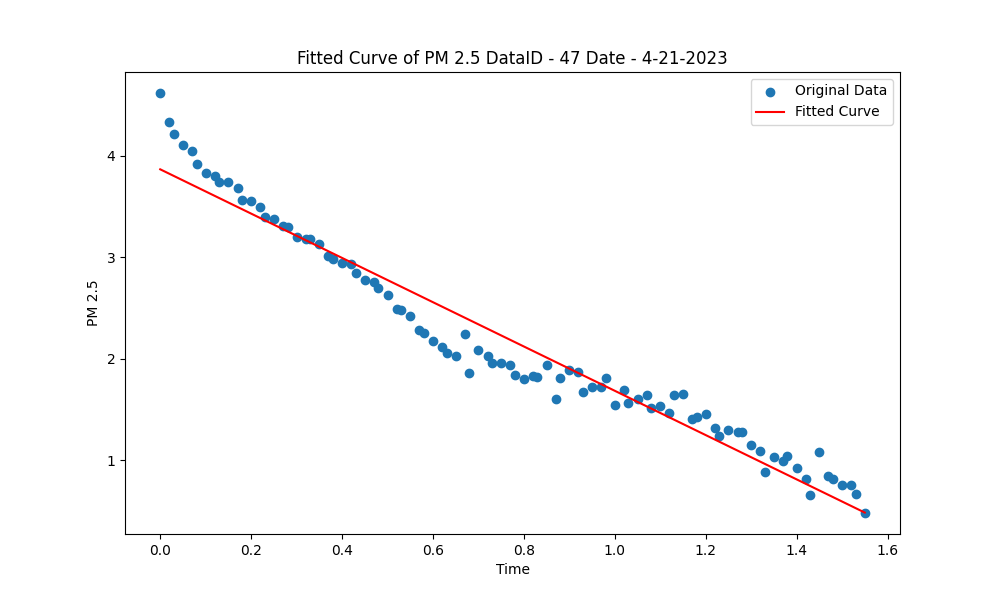 Fitted Curve of PM 2.5 DataID - 47 Date - 4-21-2023
Original Data
Fitted Curve
PM 2.5
4
3
2
1
0.0 0.2 0.4 0.6 0.8 1.0 1.2 1.4 1.6
Time